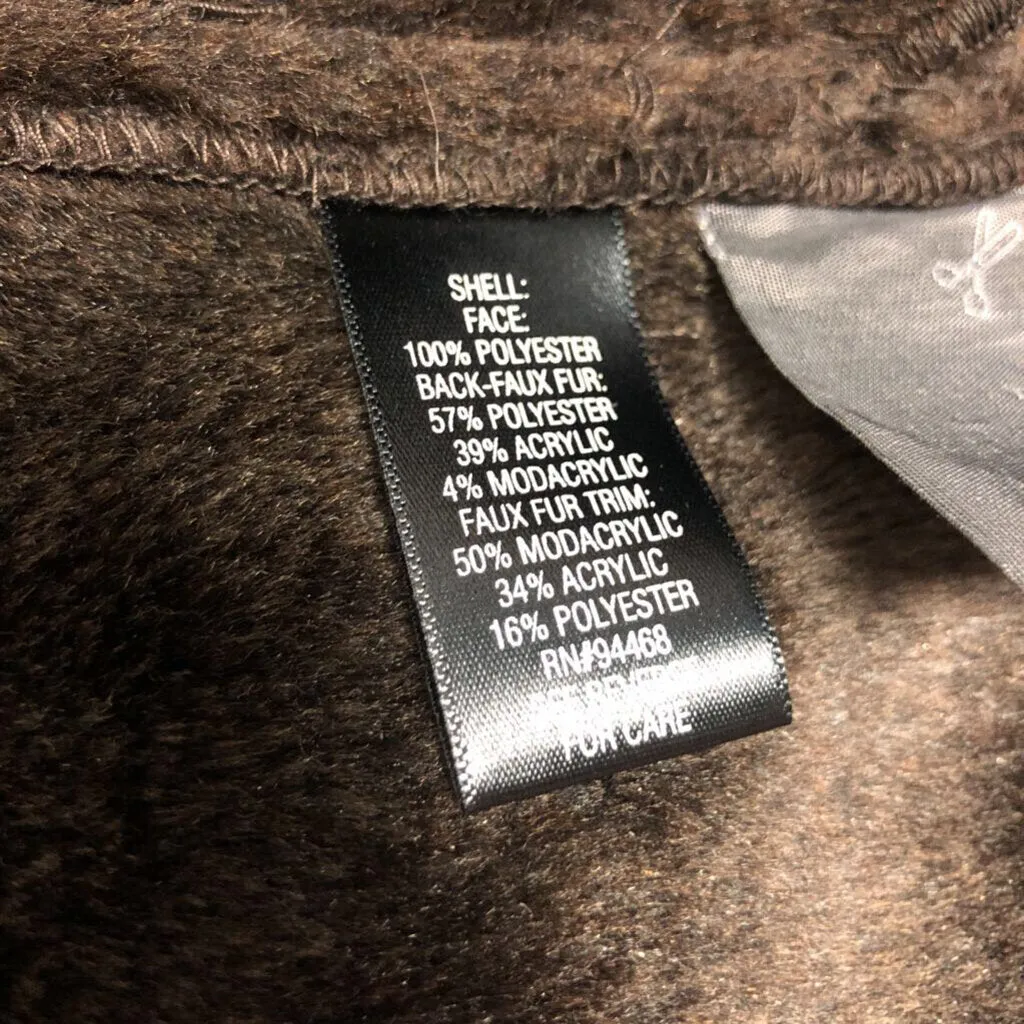 SHELL:
FACE:
100% POLYESTER
BACK-FAUX FUR:
57% POLYESTER
39% ACRYLIC
4% MODACRYLIC
FAUX FUR TRIM:
50% MODACRYLIC
34% ACRYLIC
16% POLYESTER
RN#94468
FOR CARE